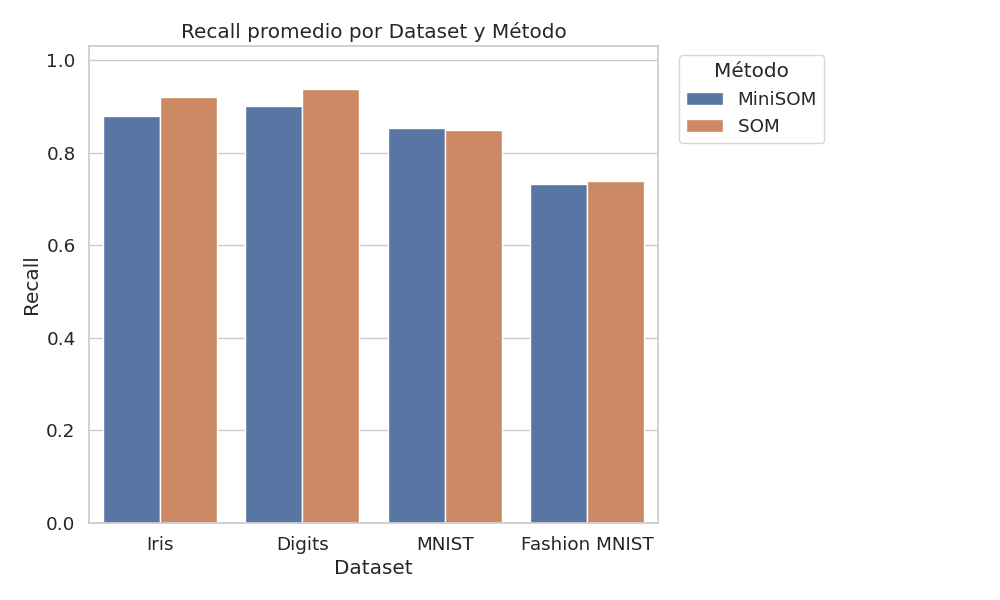 Recall promedio por Dataset y Método
Recall
1.0
0.8
0.6
0.4
0.2
0.0
Iris
Digits
MNIST
Fashion MNIST
Dataset
Método
MiniSOM
SOM